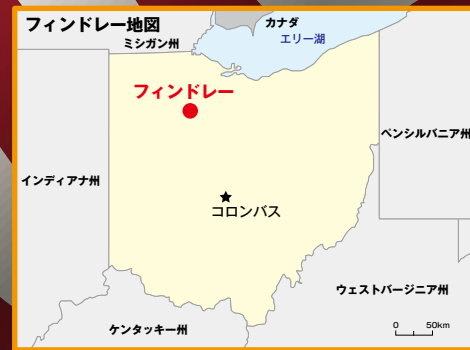 フィンドレー地図
カナダ
ミシガン州
エリー湖
フィンドレー
ペンシルバニア州
インディアナ州
コロンバス
ウェストバージニア州
ケンタッキー州
0 50km